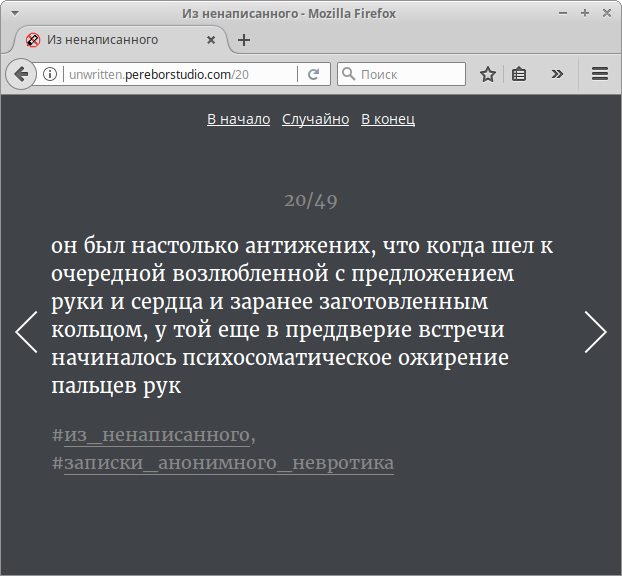 Из ненаписанного - Mozilla Firefox
Из ненаписанного
unwritten.pereborstudio.com/20
Поиск
В начало Случайно В конец
20/49
он был настолько антижених, что когда шел к
очередной возлюбленной с предложением
руки и сердца и заранее заготовленным
кольцом, у той еще в преддверие встречи
начиналось психосоматическое ожирение
пальцев рук
#из_ненаписанного,
#записки_анонимного_невротика